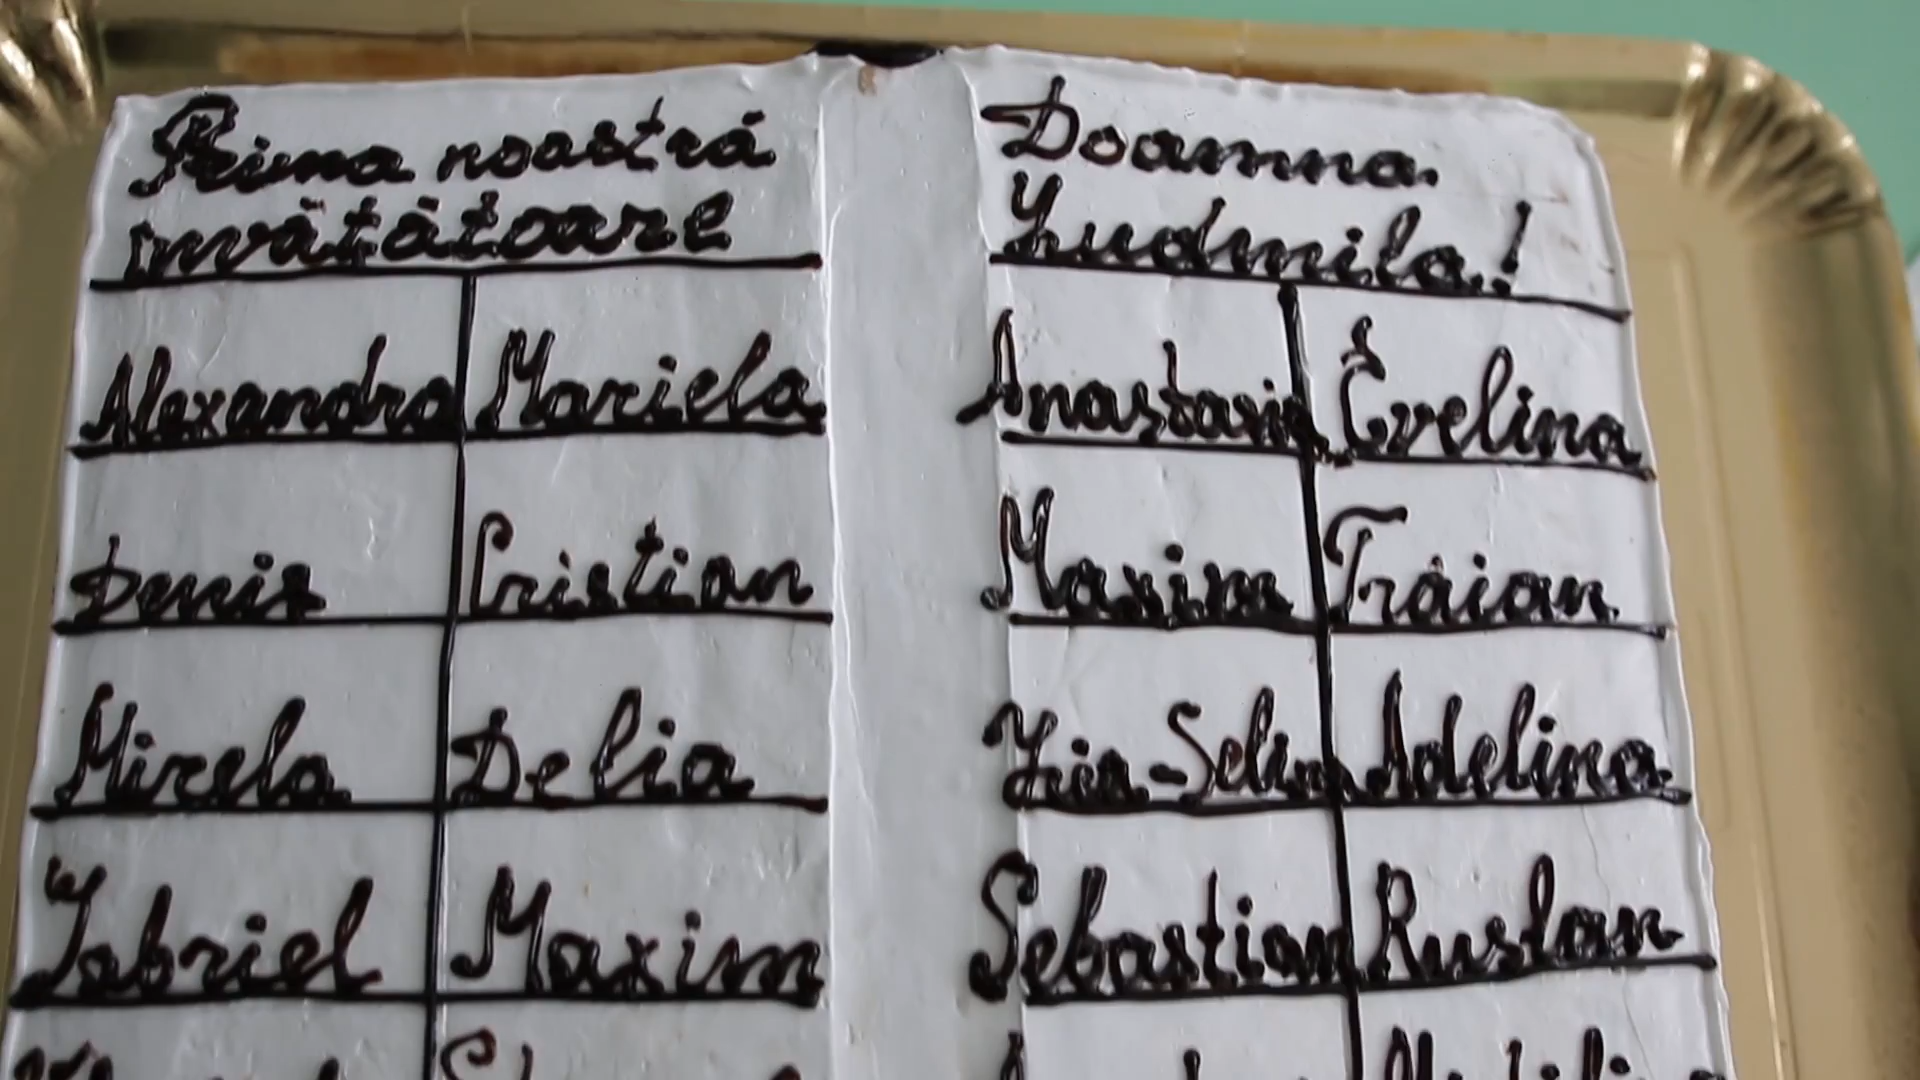 Prima noastră
învățătoare
Alexandra Mariela
Denis Cristian
Mirela Delia
Gabriel Maxim
Doamna
Ludmila!
Anastasia Evelina
Maxim Traian
Lia-Selin Adelina
Sebastian Ruslan